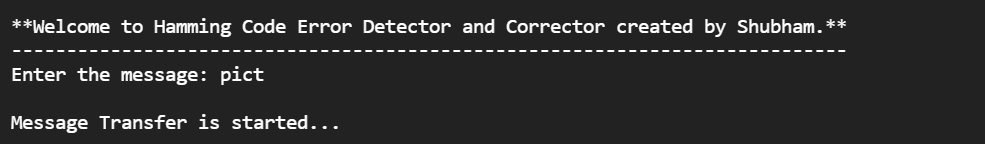 **Welcome to Hamming Code Error Detector and Corrector created by Shubham.**
----------------------------------------------------------------------------
Enter the message: pict
Message Transfer is started...